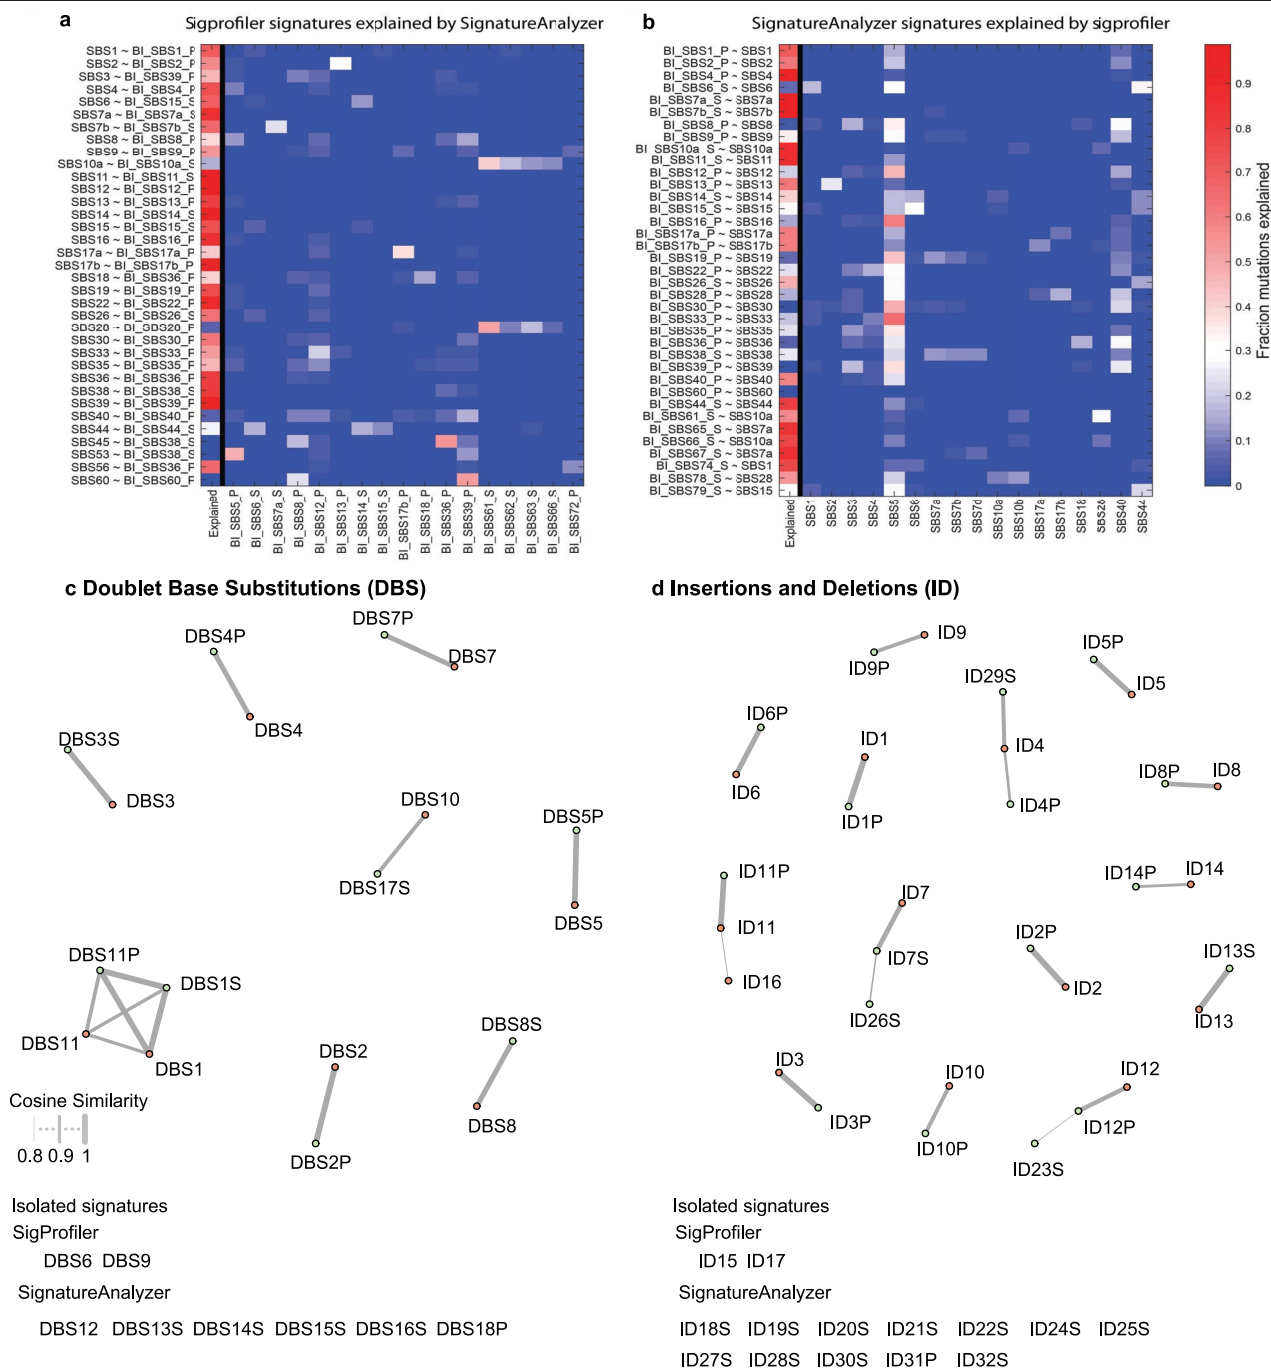 a
Sigprofiler signatures explained by SignatureAnalyzer
SBS1 ~ BI_SBS1_P
SBS2 ~ BI_SBS2_P
SBS3 ~ BI_SBS39_P
SBS4 ~ BI_SBS4_P
SBS6 ~ BI_SBS15_S
SBS7a ~ BI_SBS7a_S
SBS7b ~ BI_SBS7b_S
SBS8 ~ BI_SBS8_P
SBS9 ~ BI_SBS9_P
SBS10a ~ BI_SBS10a_S
SBS11 ~ BI_SBS11_S
SBS12 ~ BI_SBS12_P
SBS13 ~ BI_SBS13_P
SBS14 ~ BI_SBS14_S
SBS15 ~ BI_SBS15_S
SBS16 ~ BI_SBS16_P
SBS17a ~ BI_SBS17a_P
SBS17b ~ BI_SBS17b_P
SBS18 ~ BI_SBS36_P
SBS19 ~ BI_SBS19_P
SBS22 ~ BI_SBS22_P
SBS26 ~ BI_SBS26_S
SBS30 ~ BI_SBS30_P
SBS33 ~ BI_SBS33_P
SBS35 ~ BI_SBS35_P
SBS36 ~ BI_SBS36_P
SBS38 ~ BI_SBS38_S
SBS39 ~ BI_SBS39_P
SBS40 ~ BI_SBS40_P
SBS44 ~ BI_SBS44_S
SBS45 ~ BI_SBS38_S
SBS53 ~ BI_SBS38_S
SBS56 ~ BI_SBS36_P
SBS60 ~ BI_SBS60_P
Explained
BI_SBS5_P
BI_SBS6_S
BI_SBS7a_S
BI_SBS8_P
BI_SBS12_P
BI_SBS13_P
BI_SBS14_S
BI_SBS15_S
BI_SBS17b_P
BI_SBS18_P
BI_SBS36_P
BI_SBS39_P
BI_SBS61_S
BI_SBS62_S
BI_SBS63_S
BI_SBS66_S
BI_SBS72_P
b
SignatureAnalyzer signatures explained by sigprofiler
BI_SBS1_P ~ SBS1
BI_SBS2_P ~ SBS2
BI_SBS4_P ~ SBS4
BI_SBS6_S ~ SBS6
BI_SBS7a_S ~ SBS7a
BI_SBS7b_S ~ SBS7b
BI_SBS8_P ~ SBS8
BI_SBS9_P ~ SBS9
BI_SBS10a_S ~ SBS10a
BI_SBS11_S ~ SBS11
BI_SBS12_P ~ SBS12
BI_SBS13_P ~ SBS13
BI_SBS14_S ~ SBS14
BI_SBS15_S ~ SBS15
BI_SBS16_P ~ SBS16
BI_SBS17a_P ~ SBS17a
BI_SBS17b_P ~ SBS17b
BI_SBS19_P ~ SBS19
BI_SBS22_P ~ SBS22
BI_SBS26_S ~ SBS26
BI_SBS28_P ~ SBS28
BI_SBS30_P ~ SBS30
BI_SBS33_P ~ SBS33
BI_SBS35_P ~ SBS35
BI_SBS36_P ~ SBS36
BI_SBS38_S ~ SBS38
BI_SBS39_P ~ SBS39
BI_SBS40_P ~ SBS40
BI_SBS60_P ~ SBS60
BI_SBS44_S ~ SBS44
BI_SBS61_S ~ SBS10a
BI_SBS65_S ~ SBS7a
BI_SBS66_S ~ SBS10a
BI_SBS67_S ~ SBS7a
BI_SBS74_S ~ SBS1
BI_SBS78_S ~ SBS28
BI_SBS79_S ~ SBS15
Explained
SBS1
SBS2
SBS3
SBS4
SBS5
SBS6
SBS7a
SBS7b
SBS7d
SBS10a
SBS10b
SBS17a
SBS17b
SBS18
SBS26
SBS40
SBS44
0.9
0.8
0.7
0.6
0.5
0.4
0.3
0.2
0.1
0
Fraction mutations explained
c Doublet Base Substitutions (DBS)
DBS7P
DBS4P
DBS7
DBS4
DBS3S
DBS3
DBS10
DBS5P
DBS17S
DBS5
DBS11P
DBS1S
DBS11
DBS1
DBS8S
DBS2
DBS8
DBS2P
Cosine Similarity
0.8 0.9 1
Isolated signatures
SigProfiler
DBS6 DBS9
SignatureAnalyzer
DBS12 DBS13S DBS14S DBS15S DBS16S DBS18P
d Insertions and Deletions (ID)
ID9
ID9P
ID5P
ID29S
ID5
ID6P
ID1
ID4
ID8P
ID8
ID6
ID1P
ID4P
ID11P
ID14P
ID14
ID7
ID11
ID2P
ID13S
ID7S
ID16
ID2
ID26S
ID13
ID3
ID10
ID12
ID3P
ID12P
ID10P
ID23S
Isolated signatures
SigProfiler
ID15 ID17
SignatureAnalyzer
ID18S ID19S ID20S ID21S ID22S ID24S ID25S
ID27S ID28S ID30S ID31P ID32S